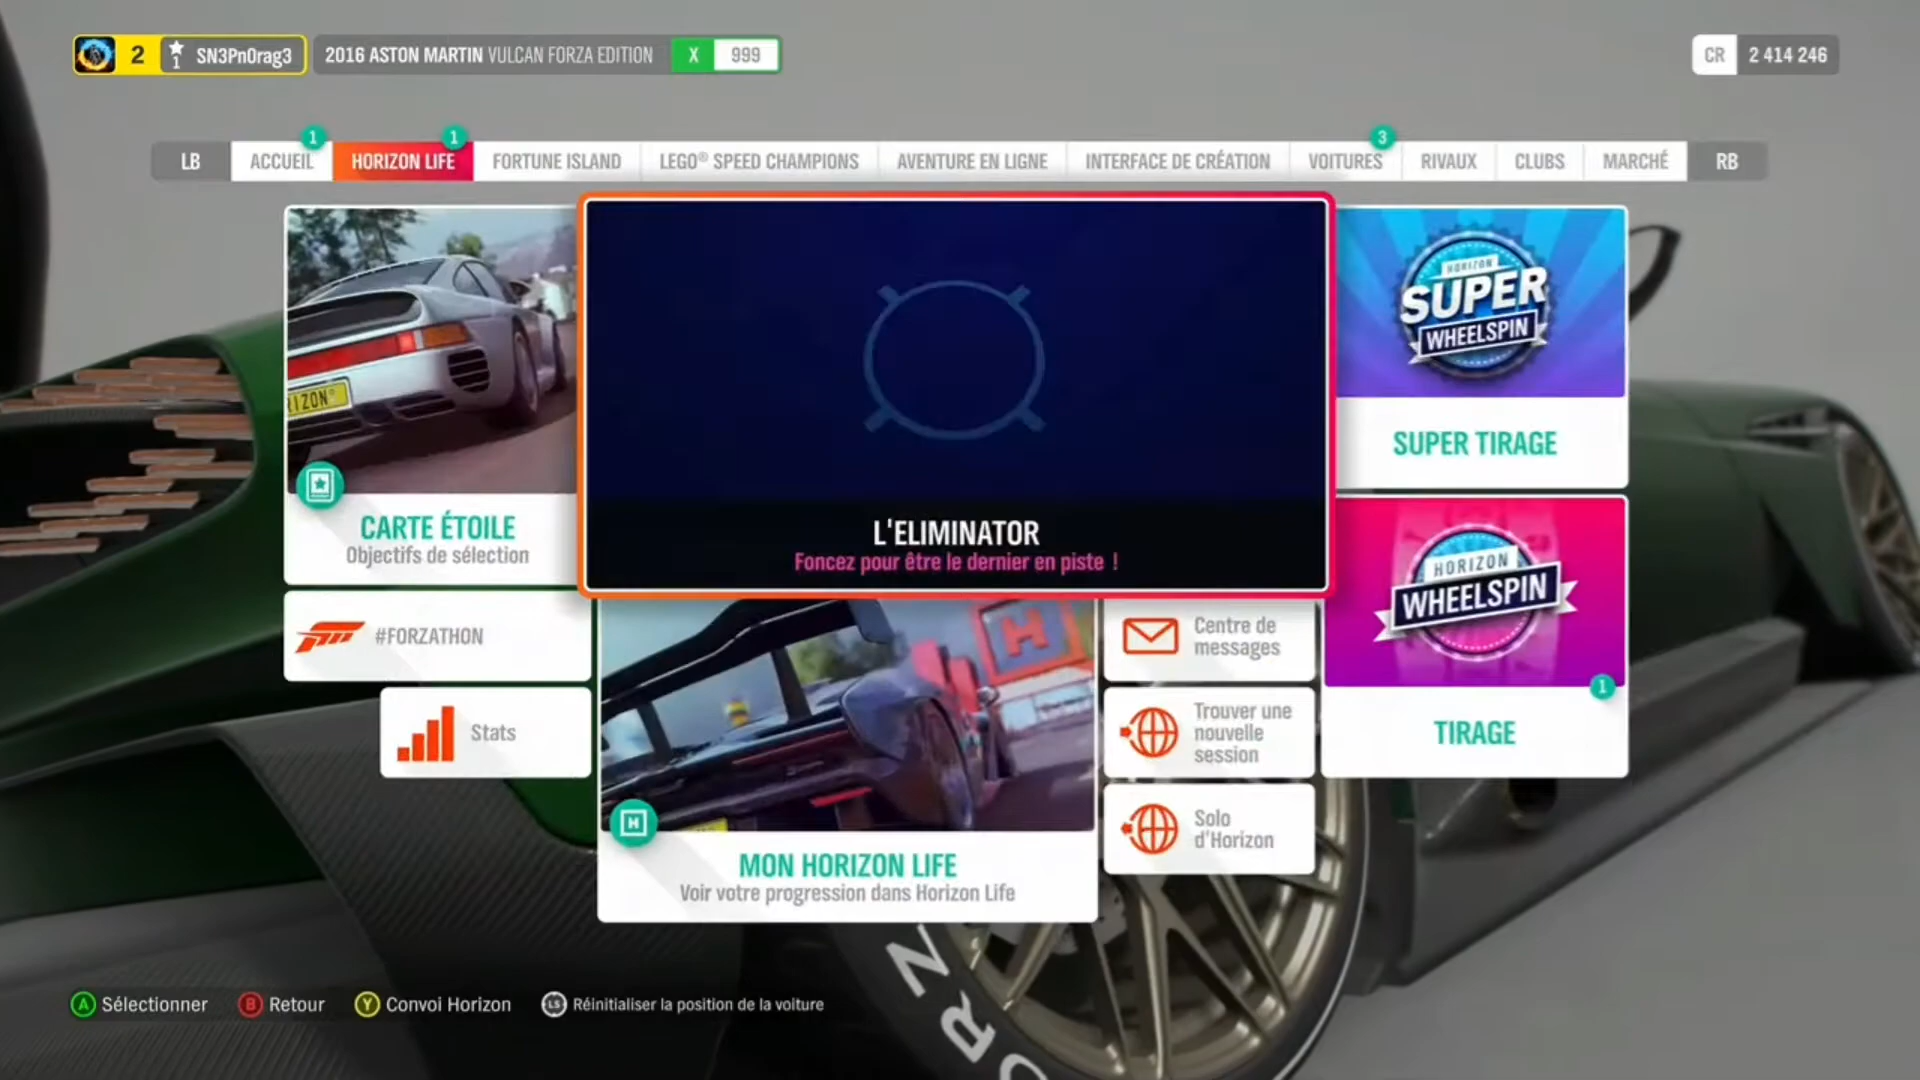 2
1
SN3Pn0rag3
2016 ASTON MARTIN VULCAN FORZA EDITION
X
999
CR
2 414 246
1
1
3
LB
ACCUEIL
HORIZON LIFE
FORTUNE ISLAND
LEGO® SPEED CHAMPIONS
AVENTURE EN LIGNE
INTERFACE DE CRÉATION
VOITURES
RIVAUX
CLUBS
MARCHÉ
RB
CARTE ÉTOILE
Objectifs de sélection
L'ELIMINATOR
Foncez pour être le dernier en piste !
HORIZON
SUPER
WHEELSPIN
SUPER TIRAGE
#FORZATHON
Stats
H
MON HORIZON LIFE
Voir votre progression dans Horizon Life
Centre de
messages
Trouver une
nouvelle
session
Solo
d'Horizon
HORIZON
WHEELSPIN
1
TIRAGE
A Sélectionner
B Retour
Y Convoi Horizon
LS Réinitialiser la position de la voiture